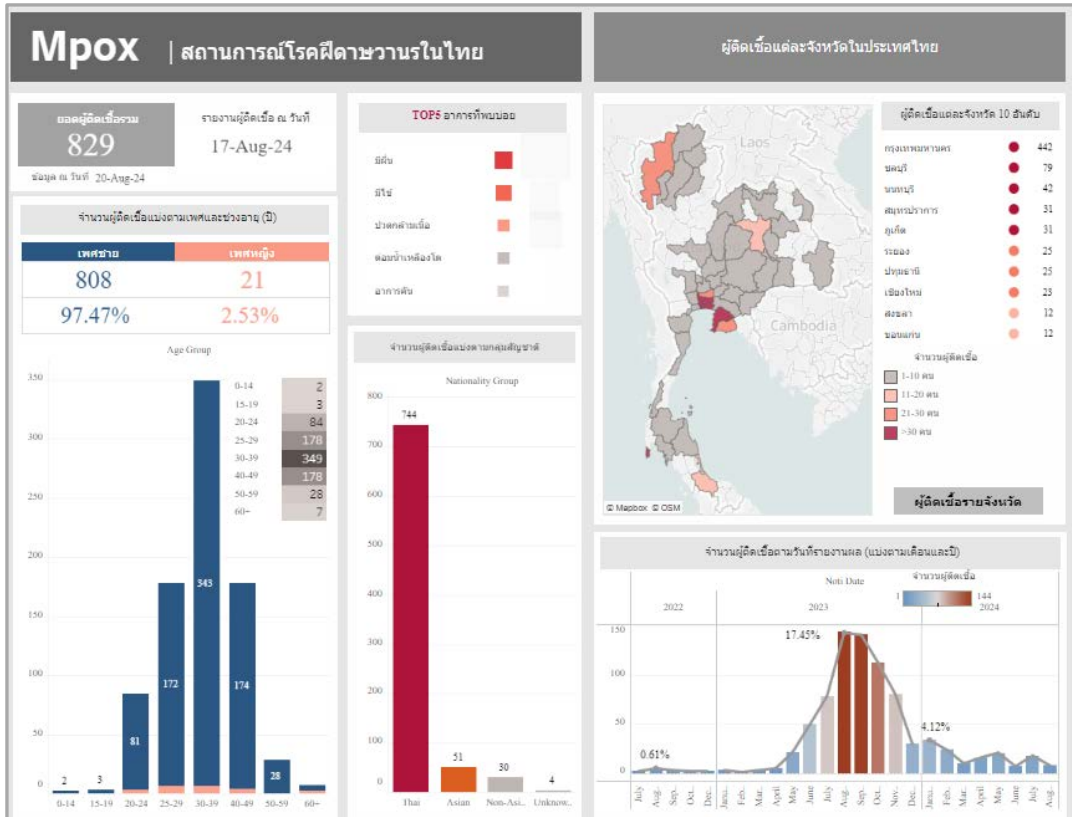 Mpox | สถานการณ์โรคฝีดาษวานรในไทย
ผู้ติดเชื้อแต่ละจังหวัดในประเทศไทย
ยอดผู้ติดเชื้อรวม
829
ข้อมูล ณ วันที่ 20-Aug-24
รายงานผู้ติดเชื้อ ณ วันที่
17-Aug-24
จำนวนผู้ติดเชื้อแบ่งตามเพศและช่วงอายุ (ปี)
เพศชาย เพศหญิง
808 21
97.47% 2.53%
Age Group
350
300
250
200
150
100
50
0
0-14 2
15-19 3
20-24 84
25-29 178
30-39 349
40-49 178
50-59 28
60+ 7
2 3 81 172 343 174 28
0-14 15-19 20-24 25-29 30-39 40-49 50-59 60+
TOP5 อาการที่พบบ่อย
มีผื่น
มีไข้
ปวดกล้ามเนื้อ
ต่อมน้ำเหลืองโต
อาการคัน
จำนวนผู้ติดเชื้อแบ่งตามกลุ่มสัญชาติ
Nationality Group
800
700
600
500
400
300
200
100
0
744 51 30 4
Thai Asian Non-Asi.. Unknow..
Laos
Cambodia
© Mapbox © OSM
ผู้ติดเชื้อแต่ละจังหวัด 10 อันดับ
กรุงเทพมหานคร 442
ชลบุรี 79
นนทบุรี 42
สมุทรปราการ 31
ภูเก็ต 31
ระยอง 25
ปทุมธานี 25
เชียงใหม่ 23
สงขลา 12
ขอนแก่น 12
จำนวนผู้ติดเชื้อ
1-10 คน
11-20 คน
21-30 คน
>30 คน
ผู้ติดเชื้อรายจังหวัด
จำนวนผู้ติดเชื้อตามวันที่รายงานผล (แบ่งตามเดือนและปี)
Noti Date
จำนวนผู้ติดเชื้อ
1 144
2022 2023 2024
150
100
50
0
0.61% 17.45% 4.12%
July Aug.. Sep.. Oct.. Dec.. Janu.. Feb.. Mar.. April May June July Aug.. Sep.. Oct.. Nov.. Dec.. Janu.. Feb.. Mar.. April May June July Aug..